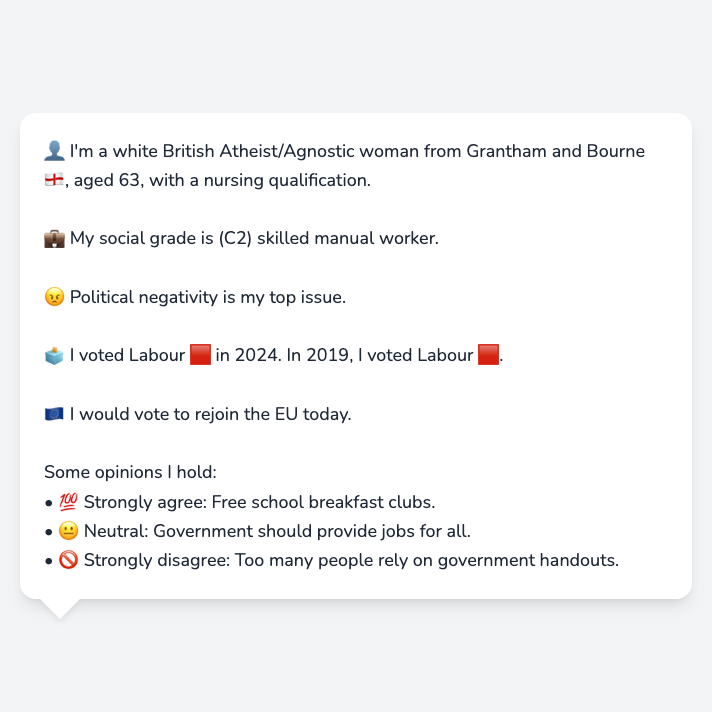 👤 I'm a white British Atheist/Agnostic woman from Grantham and Bourne
🏴󠁧󠁢󠁥󠁮󠁧󠁿, aged 63, with a nursing qualification.
💼 My social grade is (C2) skilled manual worker.
😠 Political negativity is my top issue.
🗳️ I voted Labour 🟥 in 2024. In 2019, I voted Labour 🟥.
🇪🇺 I would vote to rejoin the EU today.
Some opinions I hold:
• 💯 Strongly agree: Free school breakfast clubs.
• 😐 Neutral: Government should provide jobs for all.
• 🚫 Strongly disagree: Too many people rely on government handouts.